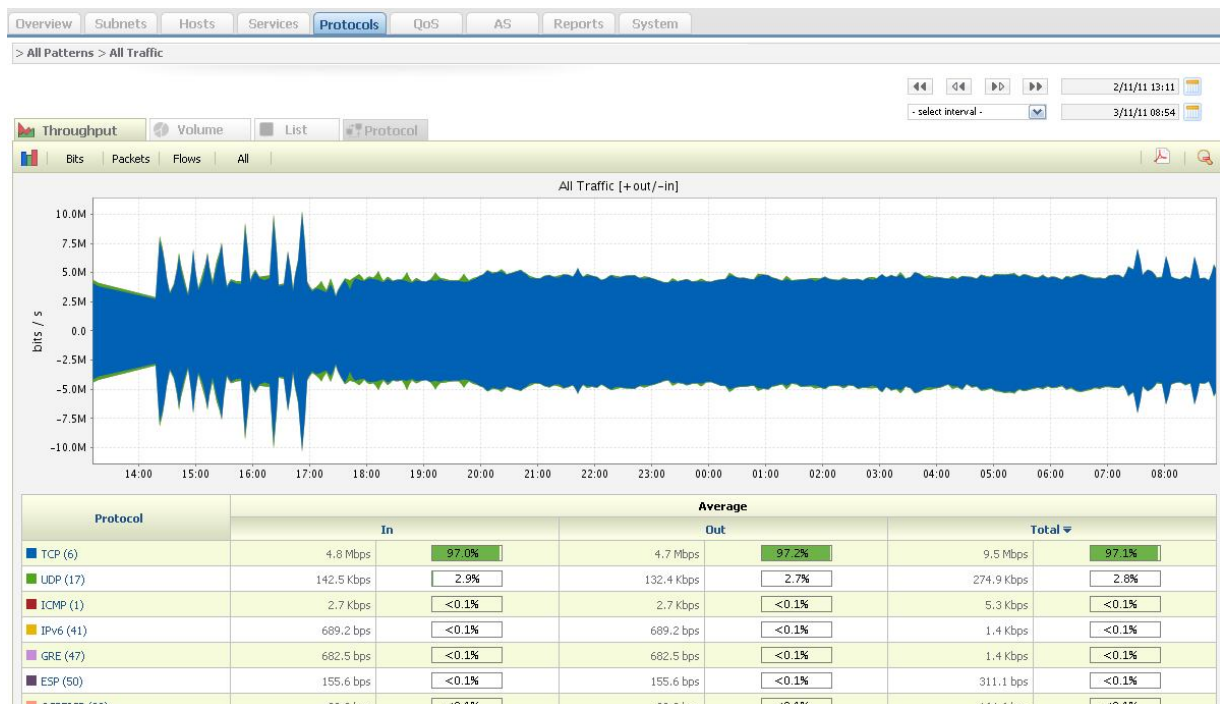 Overview Subnets Hosts Services Protocols QoS AS Reports System
> All Patterns > All Traffic
2/11/11 13:11
- select interval - 3/11/11 08:54
Throughput Volume List Protocol
Bits Packets Flows All
All Traffic [+out/-in]
10.0M
7.5M
5.0M
2.5M
0.0
-2.5M
-5.0M
-7.5M
-10.0M
bits / s
14:00 15:00 16:00 17:00 18:00 19:00 20:00 21:00 22:00 23:00 00:00 01:00 02:00 03:00 04:00 05:00 06:00 07:00 08:00
Protocol Average
In Out Total
TCP (6) 4.8 Mbps 97.0% 4.7 Mbps 97.2% 9.5 Mbps 97.1%
UDP (17) 142.5 Kbps 2.9% 132.4 Kbps 2.7% 274.9 Kbps 2.8%
ICMP (1) 2.7 Kbps <0.1% 2.7 Kbps <0.1% 5.3 Kbps <0.1%
IPv6 (41) 689.2 bps <0.1% 689.2 bps <0.1% 1.4 Kbps <0.1%
GRE (47) 682.5 bps <0.1% 682.5 bps <0.1% 1.4 Kbps <0.1%
ESP (50) 155.6 bps <0.1% 155.6 bps <0.1% 311.1 bps <0.1%